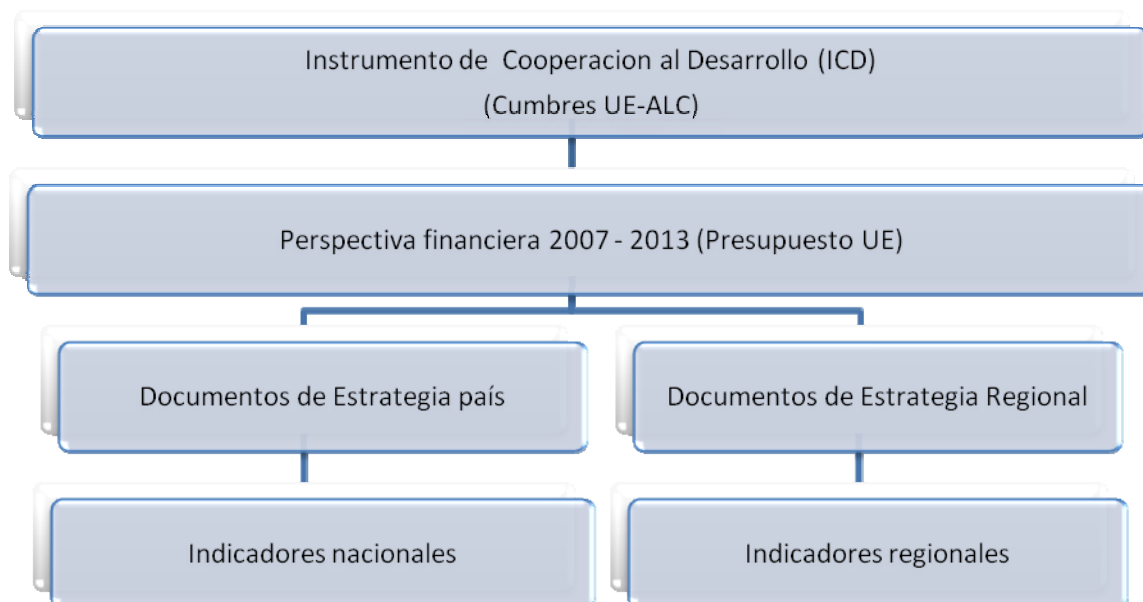 Instrumento de Cooperacion al Desarrollo (ICD)
(Cumbres UE-ALC)
Perspectiva financiera 2007 - 2013 (Presupuesto UE)
Documentos de Estrategia país
Documentos de Estrategia Regional
Indicadores nacionales
Indicadores regionales